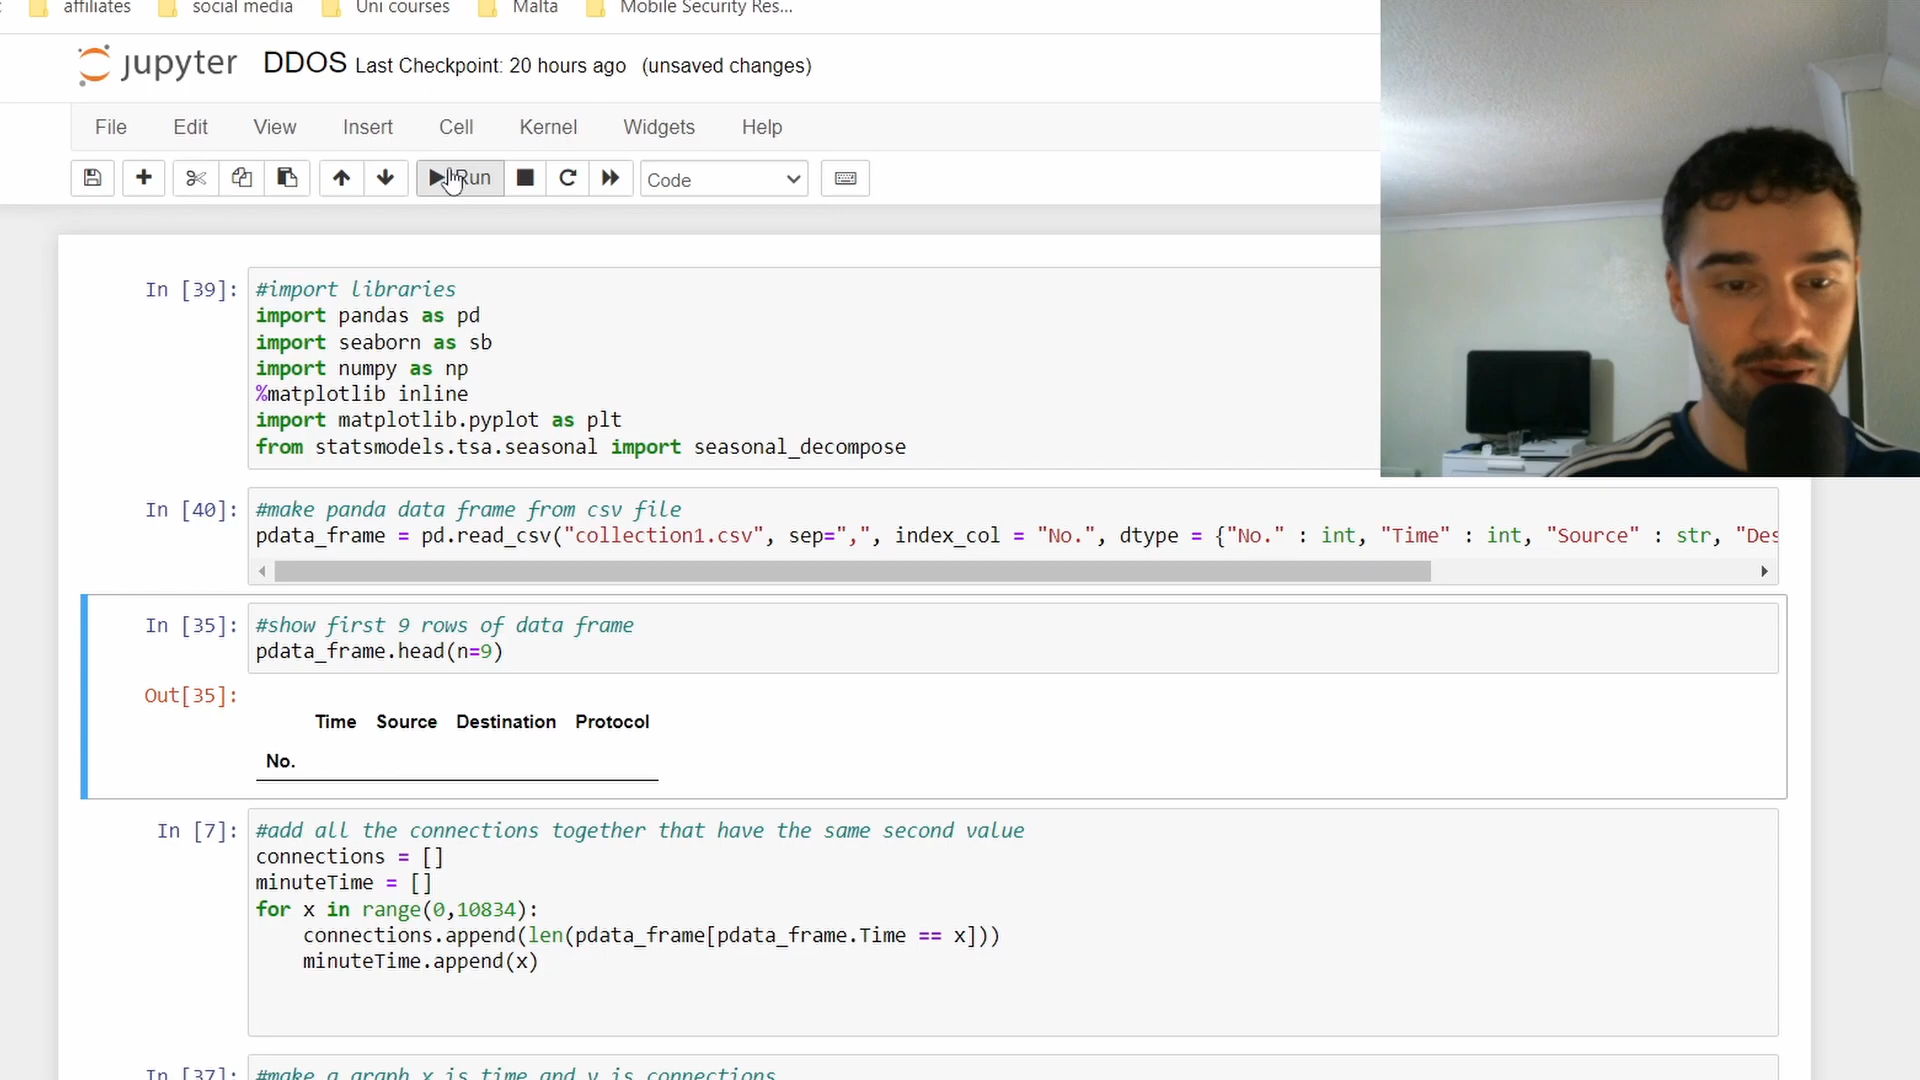 affiliates social media Uni courses Malta Mobile Security Res...
jupyter DDOS Last Checkpoint: 20 hours ago (unsaved changes)
File Edit View Insert Cell Kernel Widgets Help
Run Code
In [39]: #import libraries
import pandas as pd
import seaborn as sb
import numpy as np
%matplotlib inline
import matplotlib.pyplot as plt
from statsmodels.tsa.seasonal import seasonal_decompose
In [40]: #make panda data frame from csv file
pdata_frame = pd.read_csv("collection1.csv", sep=",", index_col = "No.", dtype = {"No." : int, "Time" : int, "Source" : str, "Des
In [35]: #show first 9 rows of data frame
pdata_frame.head(n=9)
Out[35]:
Time Source Destination Protocol
No.
In [7]: #add all the connections together that have the same second value
connections = []
minuteTime = []
for x in range(0,10834):
    connections.append(len(pdata_frame[pdata_frame.Time == x]))
    minuteTime.append(x)
In [37]: #make a graph x is time and y is connections